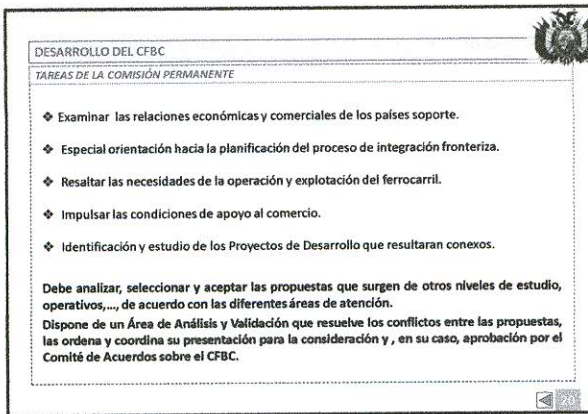 DESARROLLO DEL CFBC
TAREAS DE LA COMISIÓN PERMANENTE
❖ Examinar las relaciones económicas y comerciales de los países soporte.
❖ Especial orientación hacia la planificación del proceso de integración fronteriza.
❖ Resaltar las necesidades de la operación y explotación del ferrocarril.
❖ Impulsar las condiciones de apoyo al comercio.
❖ Identificación y estudio de los Proyectos de Desarrollo que resultaran conexos.
Debe analizar, seleccionar y aceptar las propuestas que surgen de otros niveles de estudio,
operativos,..., de acuerdo con las diferentes áreas de atención.
Dispone de un Área de Análisis y Validación que resuelve los conflictos entre las propuestas,
las ordena y coordina su presentación para la consideración y , en su caso, aprobación por el
Comité de Acuerdos sobre el CFBC.
20